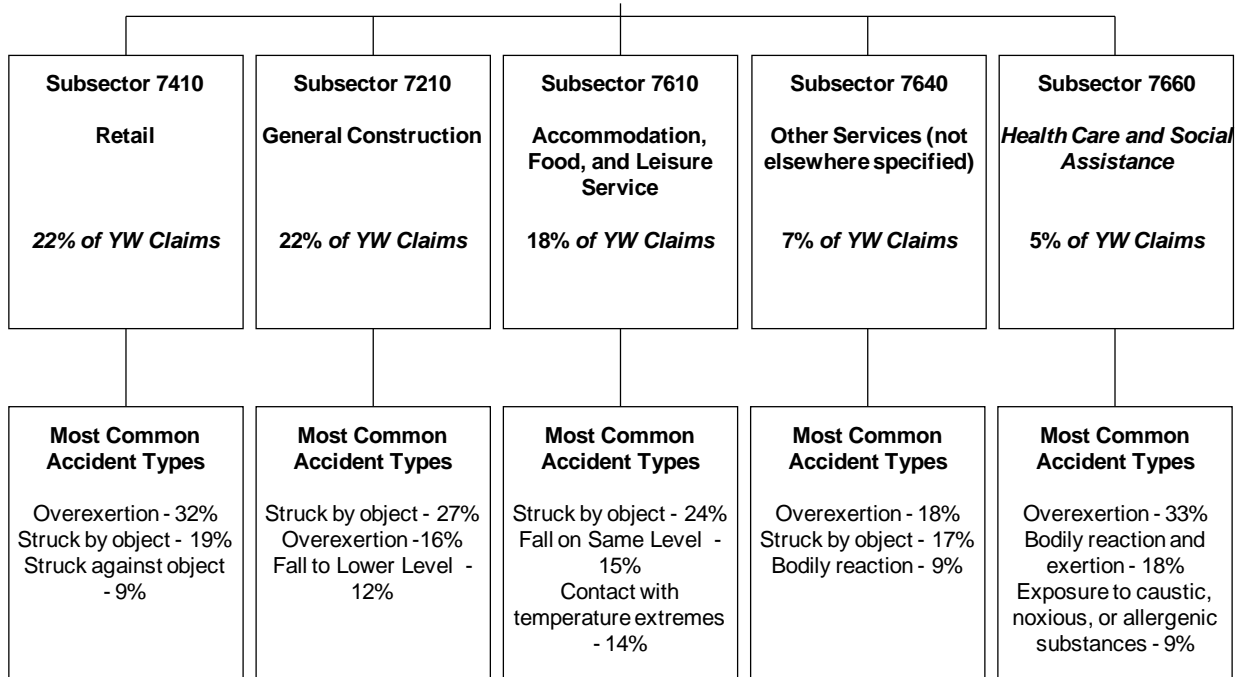 Subsector 7410
Retail
22% of YW Claims
Subsector 7210
General Construction
22% of YW Claims
Subsector 7610
Accommodation,
Food, and Leisure
Service
18% of YW Claims
Subsector 7640
Other Services (not
elsewhere specified)
7% of YW Claims
Subsector 7660
Health Care and Social
Assistance
5% of YW Claims
Most Common
Accident Types
Overexertion - 32%
Struck by object - 19%
Struck against object
- 9%
Most Common
Accident Types
Struck by object - 27%
Overexertion -16%
Fall to Lower Level -
12%
Most Common
Accident Types
Struck by object - 24%
Fall on Same Level -
15%
Contact with
temperature extremes
- 14%
Most Common
Accident Types
Overexertion - 18%
Struck by object - 17%
Bodily reaction - 9%
Most Common
Accident Types
Overexertion - 33%
Bodily reaction and
exertion - 18%
Exposure to caustic,
noxious, or allergenic
substances - 9%